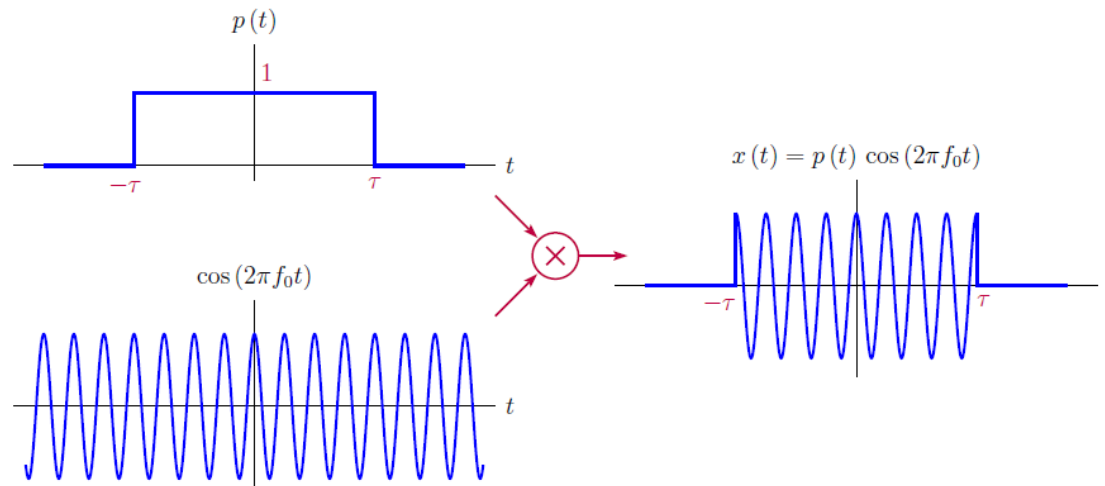 p (t)
1
−τ
τ
t
x (t) = p (t) cos (2πf₀t)
−τ
τ
cos (2πf₀t)
t